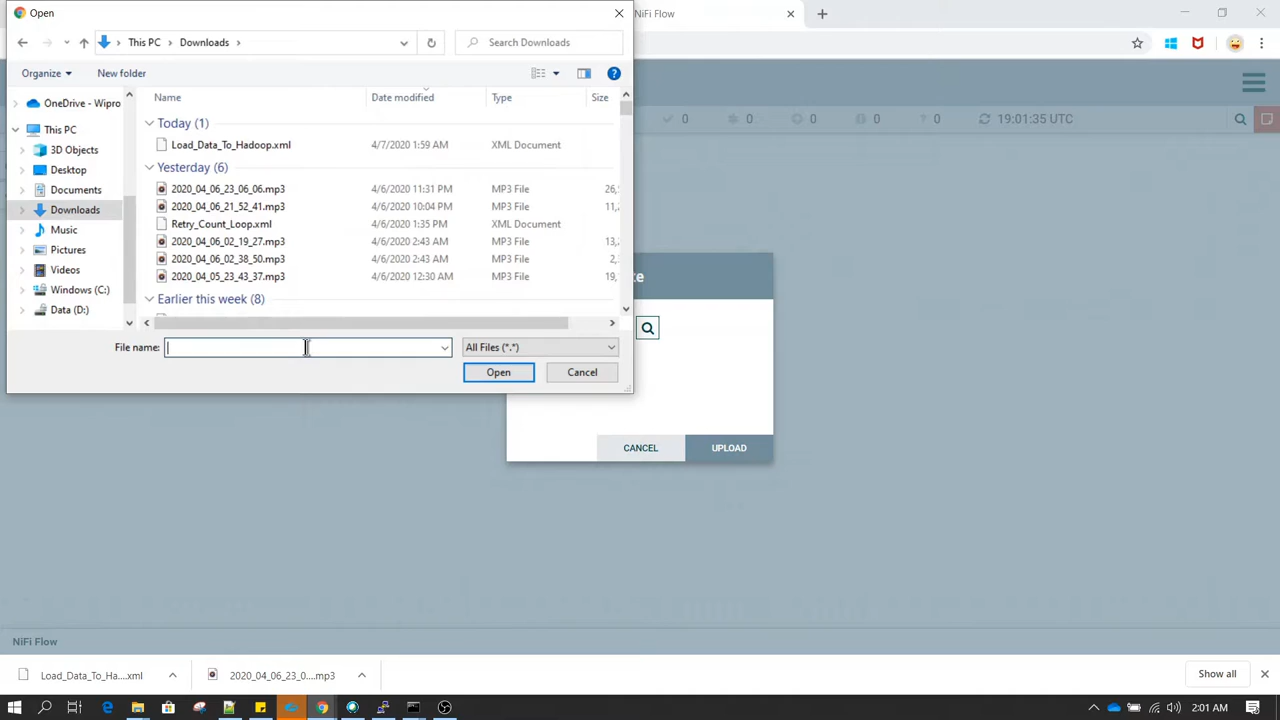 Open
NiFi Flow
This PC
Downloads
Search Downloads
Organize
New folder
Name
Date modified
Type
Size
OneDrive - Wipro
This PC
3D Objects
Desktop
Documents
Downloads
Music
Pictures
Videos
Windows (C:)
Data (D:)
Today (1)
Load_Data_To_Hadoop.xml 4/7/2020 1:59 AM XML Document
Yesterday (6)
2020_04_06_23_06_06.mp3 4/6/2020 11:31 PM MP3 File 26,
2020_04_06_21_52_41.mp3 4/6/2020 10:04 PM MP3 File 11,
Retry_Count_Loop.xml 4/6/2020 1:35 PM XML Document
2020_04_06_02_19_27.mp3 4/6/2020 2:43 AM MP3 File 13,
2020_04_06_02_38_50.mp3 4/6/2020 2:43 AM MP3 File 2,
2020_04_05_23_43_37.mp3 4/6/2020 12:30 AM MP3 File 19,
Earlier this week (8)
File name:
All Files (*.*)
Open
Cancel
0 0 0 0 0 19:01:35 UTC
te
CANCEL
UPLOAD
NiFi Flow
Load_Data_To_Ha....xml
2020_04_06_23_0....mp3
Show all
2:01 AM